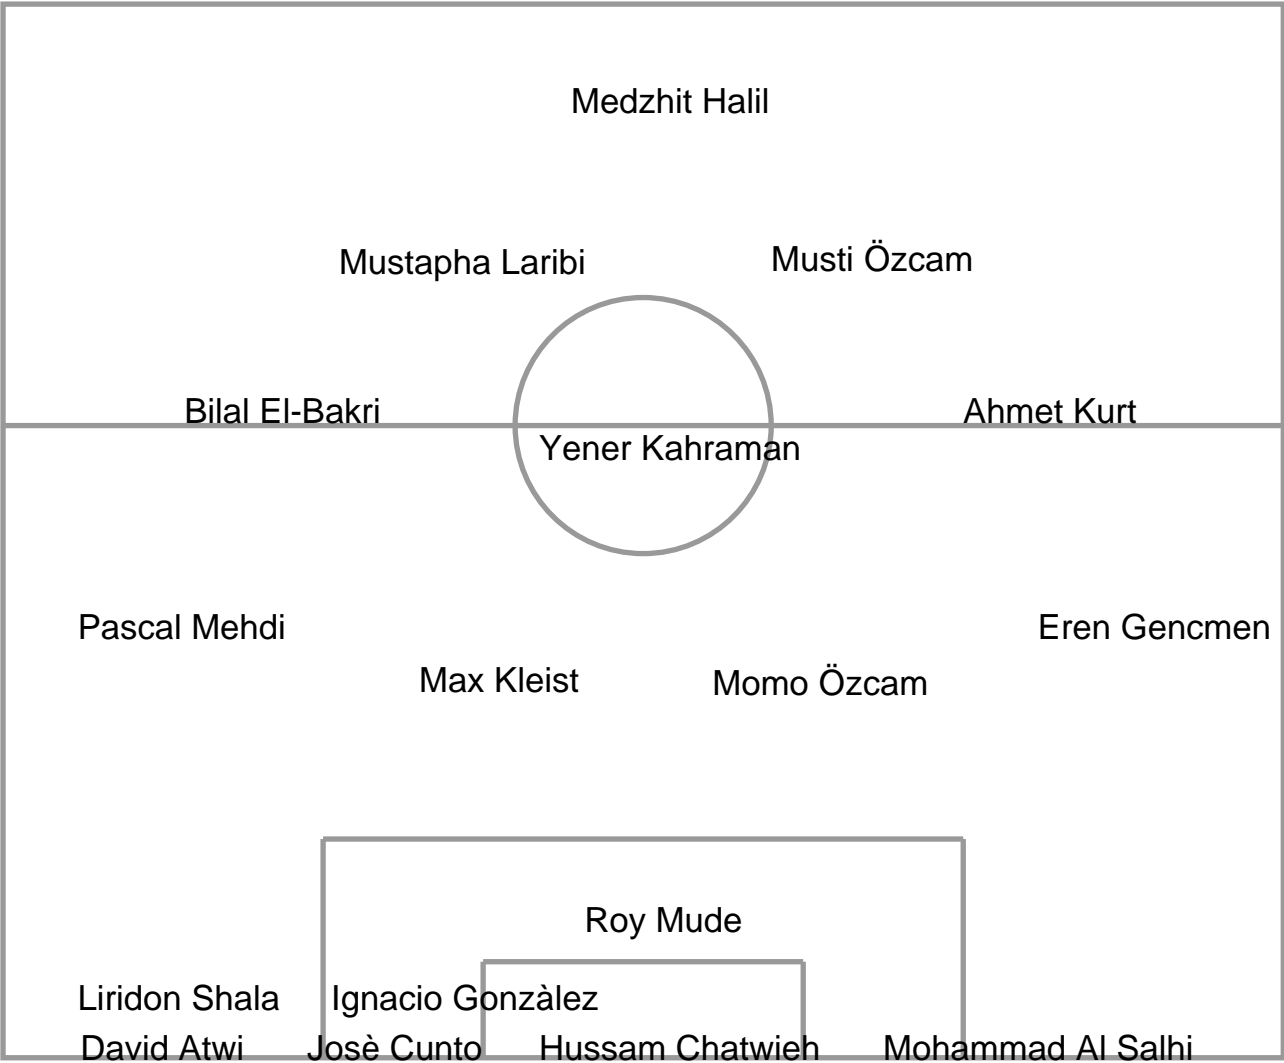 Medzhit Halil
Mustapha Laribi
Musti Özcam
Bilal El-Bakri
Ahmet Kurt
Yener Kahraman
Pascal Mehdi
Eren Gencmen
Max Kleist
Momo Özcam
Roy Mude
Liridon Shala
Ignacio Gonzàlez
David Atwi
Josè Cunto
Hussam Chatwieh
Mohammad Al Salhi